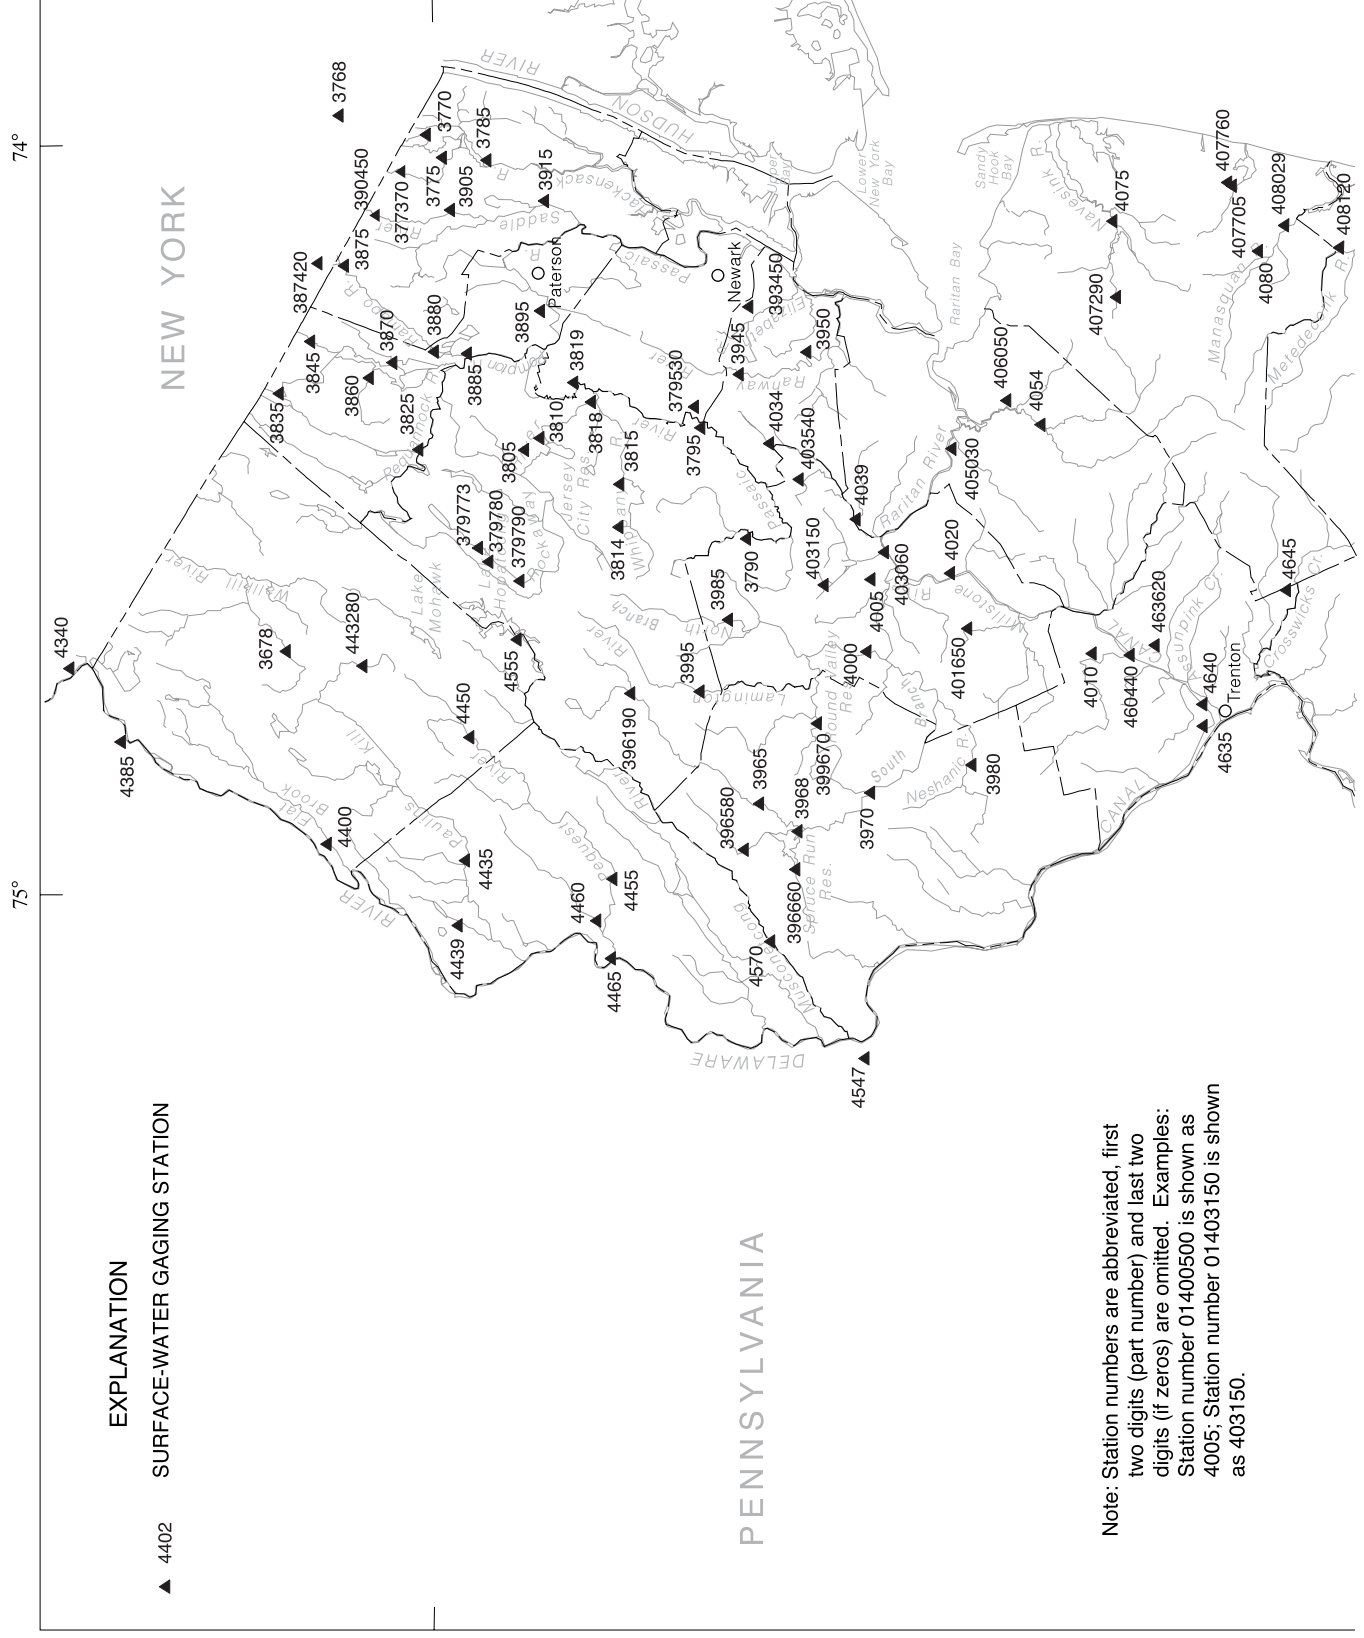 EXPLANATION
4402 SURFACE-WATER GAGING STATION
Note: Station numbers are abbreviated, first
two digits (part number) and last two
digits (if zeros) are omitted. Examples:
Station number 01400500 is shown as
4005; Station number 01403150 is shown
as 403150.
PENNSYLVANIA
NEW YORK
75°
74°
4340
4385
4400
3678
443280
4450
4435
4439
4460
4455
4465
4555
4570
4547
DELAWARE
RIVER
Flat
Brook
Paulins
Kill
Pequest
River
Musconetcong
River
Wallkill
River
Lake
Mohawk
Lake
3835
3845
387420
3875
390450
377370
3768
3770
3775
3785
3905
3915
3860
3870
3880
3825
3885
3895
3819
3810
3805
3818
3815
3814
379773
379780
379790
379530
3795
3790
3945
393450
3950
4034
403540
4039
403150
403060
4005
4020
4000
401650
3985
3995
396190
396580
3965
3968
396660
399670
3970
3980
4010
460440
463620
4640
4635
4645
405030
4054
406050
407290
4075
407760
407705
4080
408029
408120
Paterson
Newark
Trenton
HUDSON
RIVER
Hackensack
R.
Saddle
River
Passaic
River
Passaic
Rahway
River
Elizabeth
Jersey
City Res.
Rockaway
Whippany
R.
Lamington
North
Branch
River
Round Valley
Res.
Spruce Run
Res.
South
Branch
Neshanic R.
Millstone
Raritan River
Raritan Bay
Lower
New York
Bay
Upper
Bay
Sandy
Hook
Bay
Navesink
R.
Manasquan
R.
Metedeconk
R.
CANAL
CANAL
Assunpink Cr.
Crosswicks Cr.